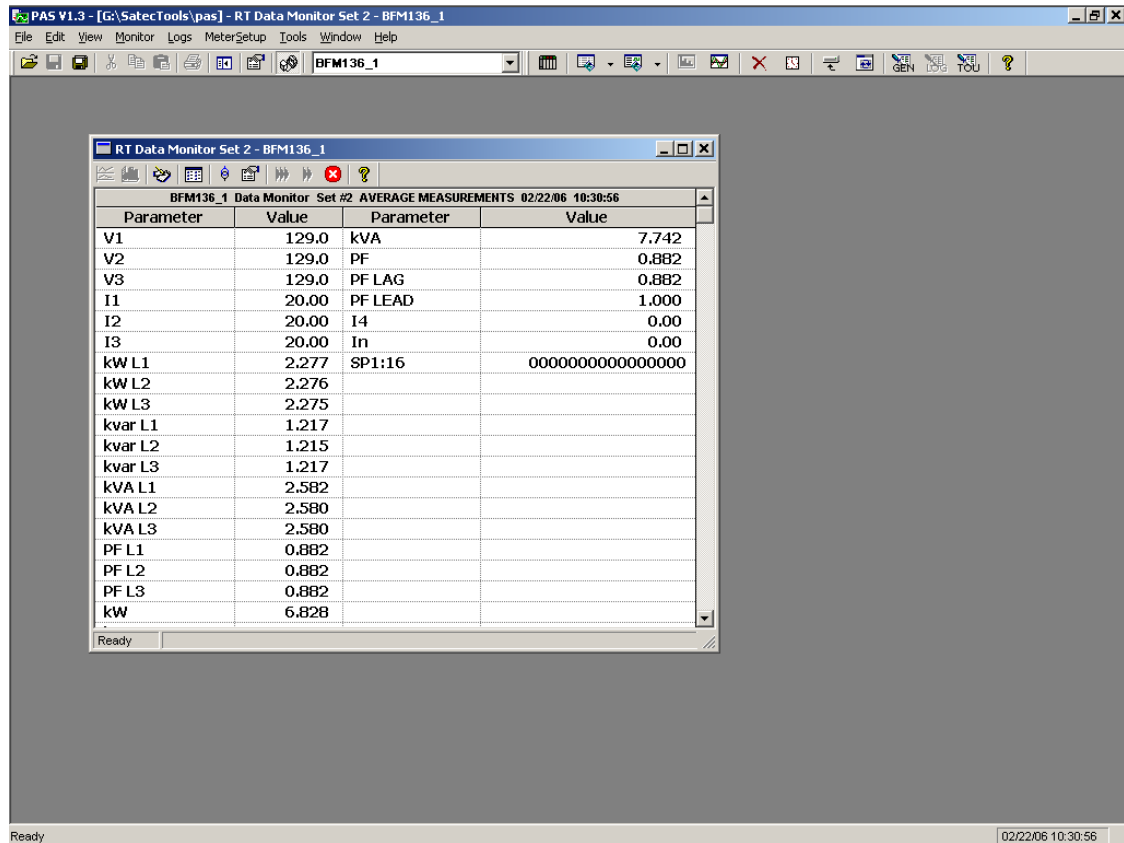 PAS V1.3 - [G:\SatecTools\pas] - RT Data Monitor Set 2 - BFM136_1
File Edit View Monitor Logs MeterSetup Tools Window Help
BFM136_1 GEN LOG TOU
RT Data Monitor Set 2 - BFM136_1
BFM136_1 Data Monitor Set #2 AVERAGE MEASUREMENTS 02/22/06 10:30:56
Parameter Value Parameter Value
V1 129.0 kVA 7.742
V2 129.0 PF 0.882
V3 129.0 PF LAG 0.882
I1 20.00 PF LEAD 1.000
I2 20.00 I4 0.00
I3 20.00 In 0.00
kW L1 2.277 SP1:16 0000000000000000
kW L2 2.276
kW L3 2.275
kvar L1 1.217
kvar L2 1.215
kvar L3 1.217
kVA L1 2.582
kVA L2 2.580
kVA L3 2.580
PF L1 0.882
PF L2 0.882
PF L3 0.882
kW 6.828
Ready
Ready 02/22/06 10:30:56